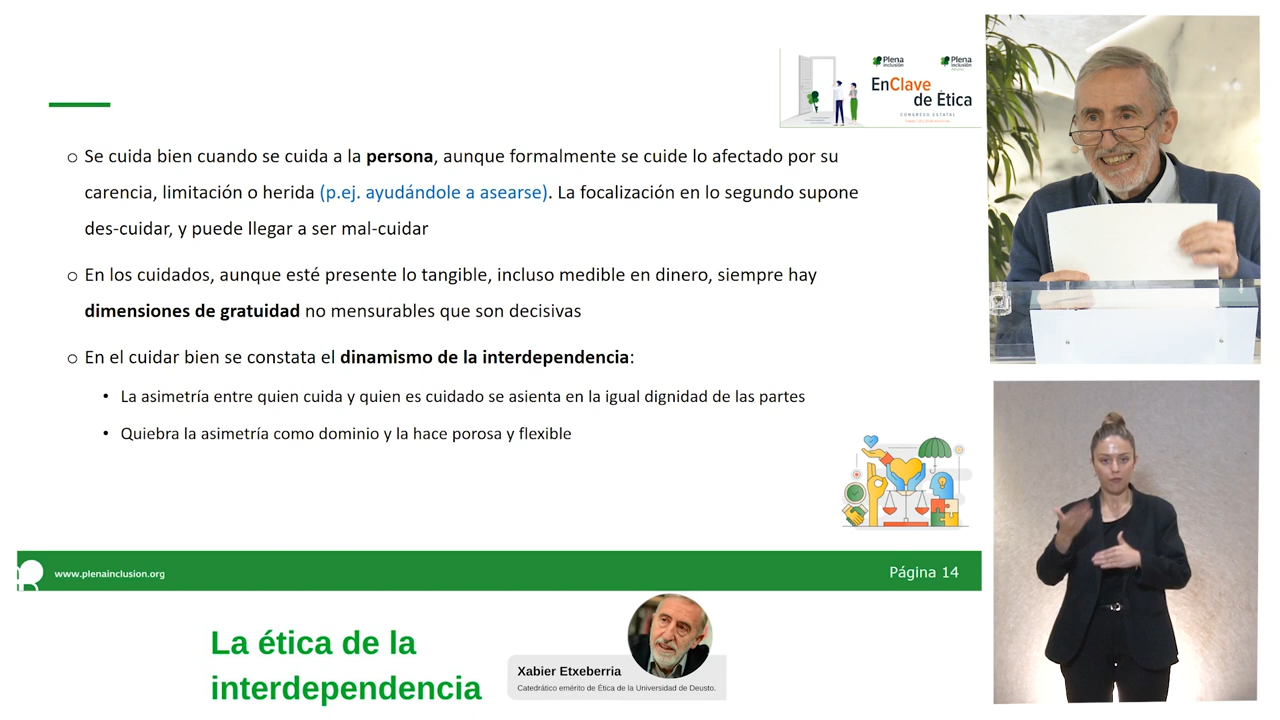 Plena
inclusión
Plena
inclusión
EnClave
de Ética
CONGRESO ESTATAL
Se cuida bien cuando se cuida a la persona, aunque formalmente se cuide lo afectado por su
carencia, limitación o herida (p.ej. ayudándole a asearse). La focalización en lo segundo supone
des-cuidar, y puede llegar a ser mal-cuidar
En los cuidados, aunque esté presente lo tangible, incluso medible en dinero, siempre hay
dimensiones de gratuidad no mensurables que son decisivas
En el cuidar bien se constata el dinamismo de la interdependencia:
• La asimetría entre quien cuida y quien es cuidado se asienta en la igual dignidad de las partes
• Quiebra la asimetría como dominio y la hace porosa y flexible
www.plenainclusion.org
Página 14
La ética de la
interdependencia
Xabier Etxeberria
Catedrático emérito de Ética de la Universidad de Deusto.